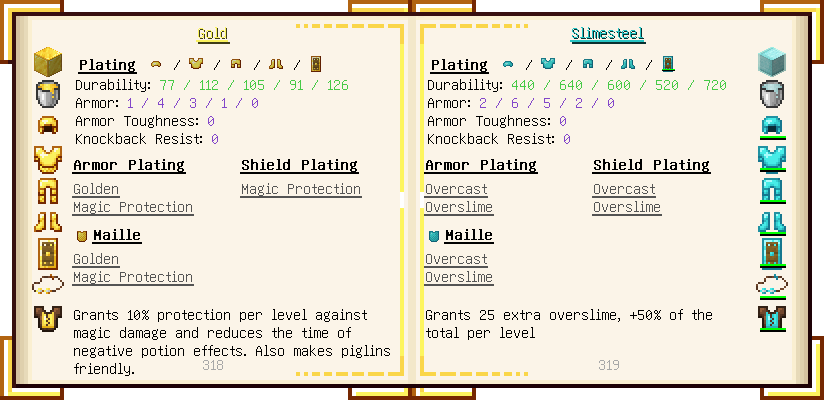 Gold
Plating / / / /
Durability: 77 / 112 / 105 / 91 / 126
Armor: 1 / 4 / 3 / 1 / 0
Armor Toughness: 0
Knockback Resist: 0
Armor Plating Shield Plating
Golden Magic Protection
Magic Protection
Maille
Golden
Magic Protection
Grants 10% protection per level against
magic damage and reduces the time of
negative potion effects. Also makes piglins
friendly.
318
Slimesteel
Plating / / / /
Durability: 440 / 640 / 600 / 520 / 720
Armor: 2 / 6 / 5 / 2 / 0
Armor Toughness: 0
Knockback Resist: 0
Armor Plating Shield Plating
Overcast Overcast
Overslime Overslime
Maille
Overcast
Overslime
Grants 25 extra overslime, +50% of the
total per level
319